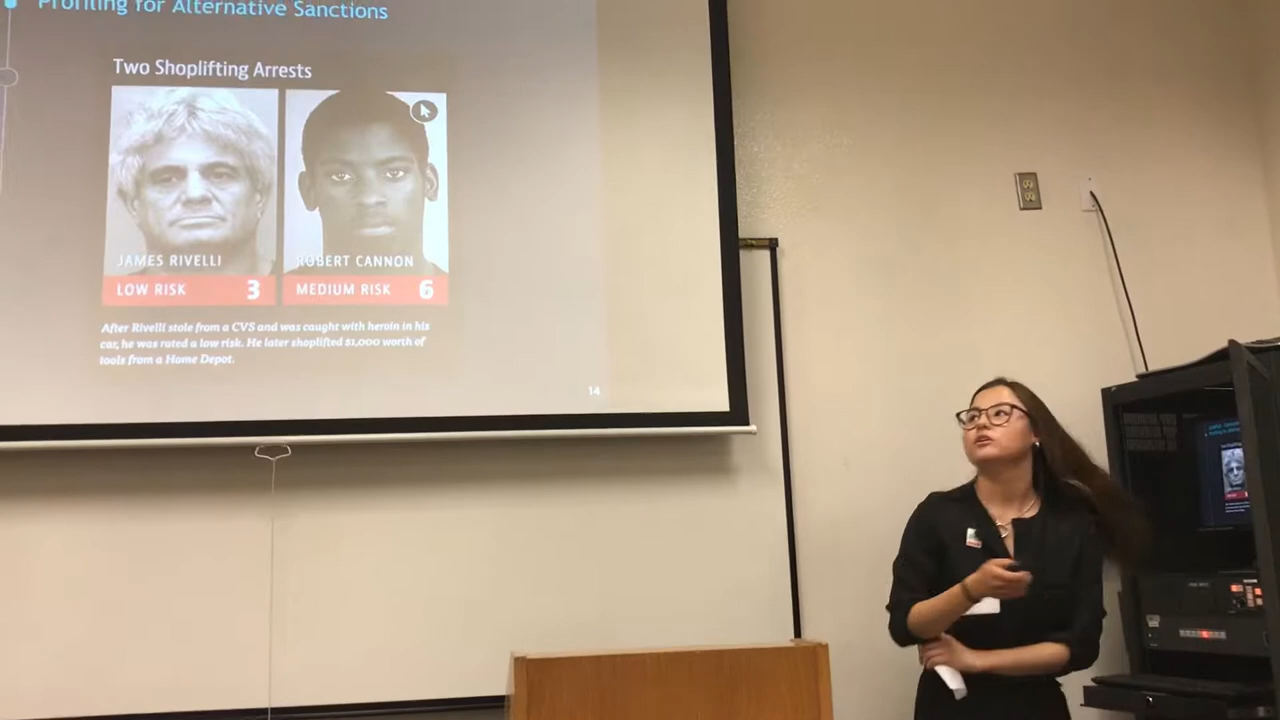 Profiling for Alternative Sanctions
Two Shoplifting Arrests
JAMES RIVELLI
ROBERT CANNON
LOW RISK 3
MEDIUM RISK 6
After Rivelli stole from a CVS and was caught with heroin in his
car, he was rated a low risk. He later shoplifted $1,000 worth of
tools from a Home Depot.
14